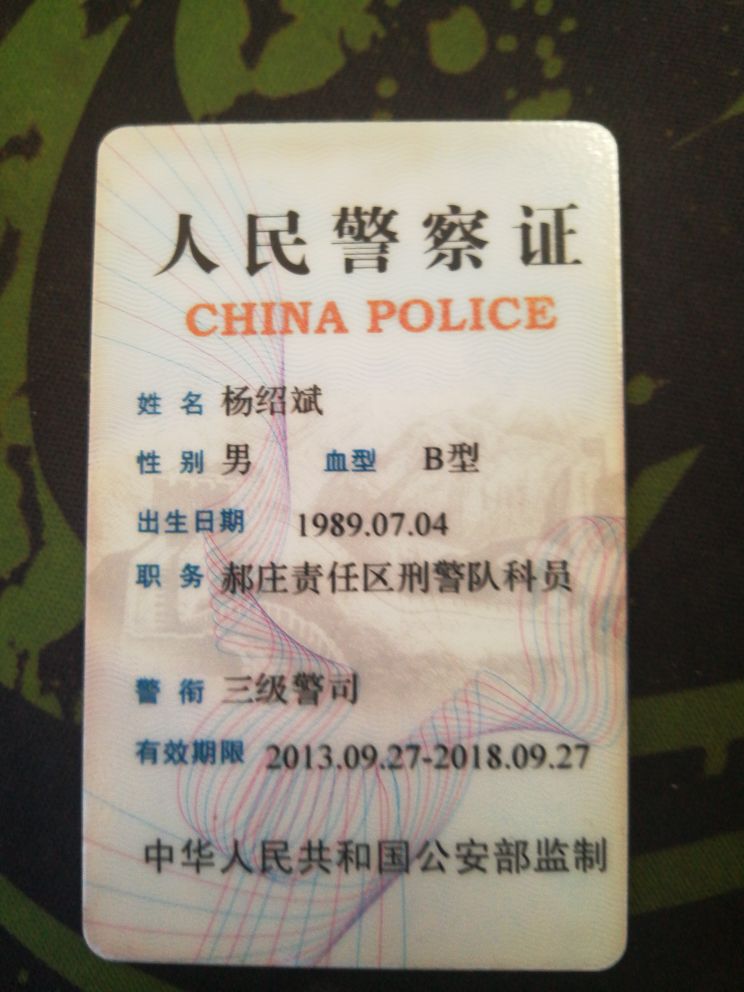 人民警察证
CHINA POLICE
姓名 杨绍斌
性别 男 血型 B型
出生日期 1989.07.04
职务 郝庄责任区刑警队科员
警衔 三级警司
有效期限 2013.09.27-2018.09.27
中华人民共和国公安部监制